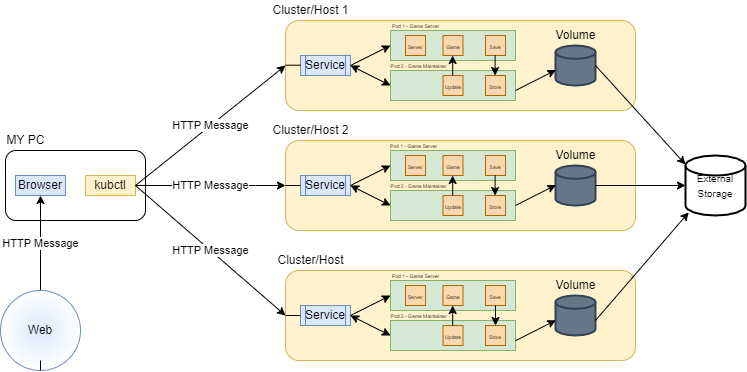 Cluster/Host 1
Pod 1 - Game Server
Server
Game
Save
Service
Pod 2 - Game Maintainer
Update
Store
Volume
HTTP Message
Cluster/Host 2
Pod 1 - Game Server
Server
Game
Save
Service
Pod 2 - Game Maintainer
Update
Store
Volume
MY PC
Browser
kubctl
HTTP Message
External
Storage
HTTP Message
HTTP Message
Cluster/Host
Pod 1 - Game Server
Server
Game
Save
Service
Pod 2 - Game Maintainer
Update
Store
Volume
Web